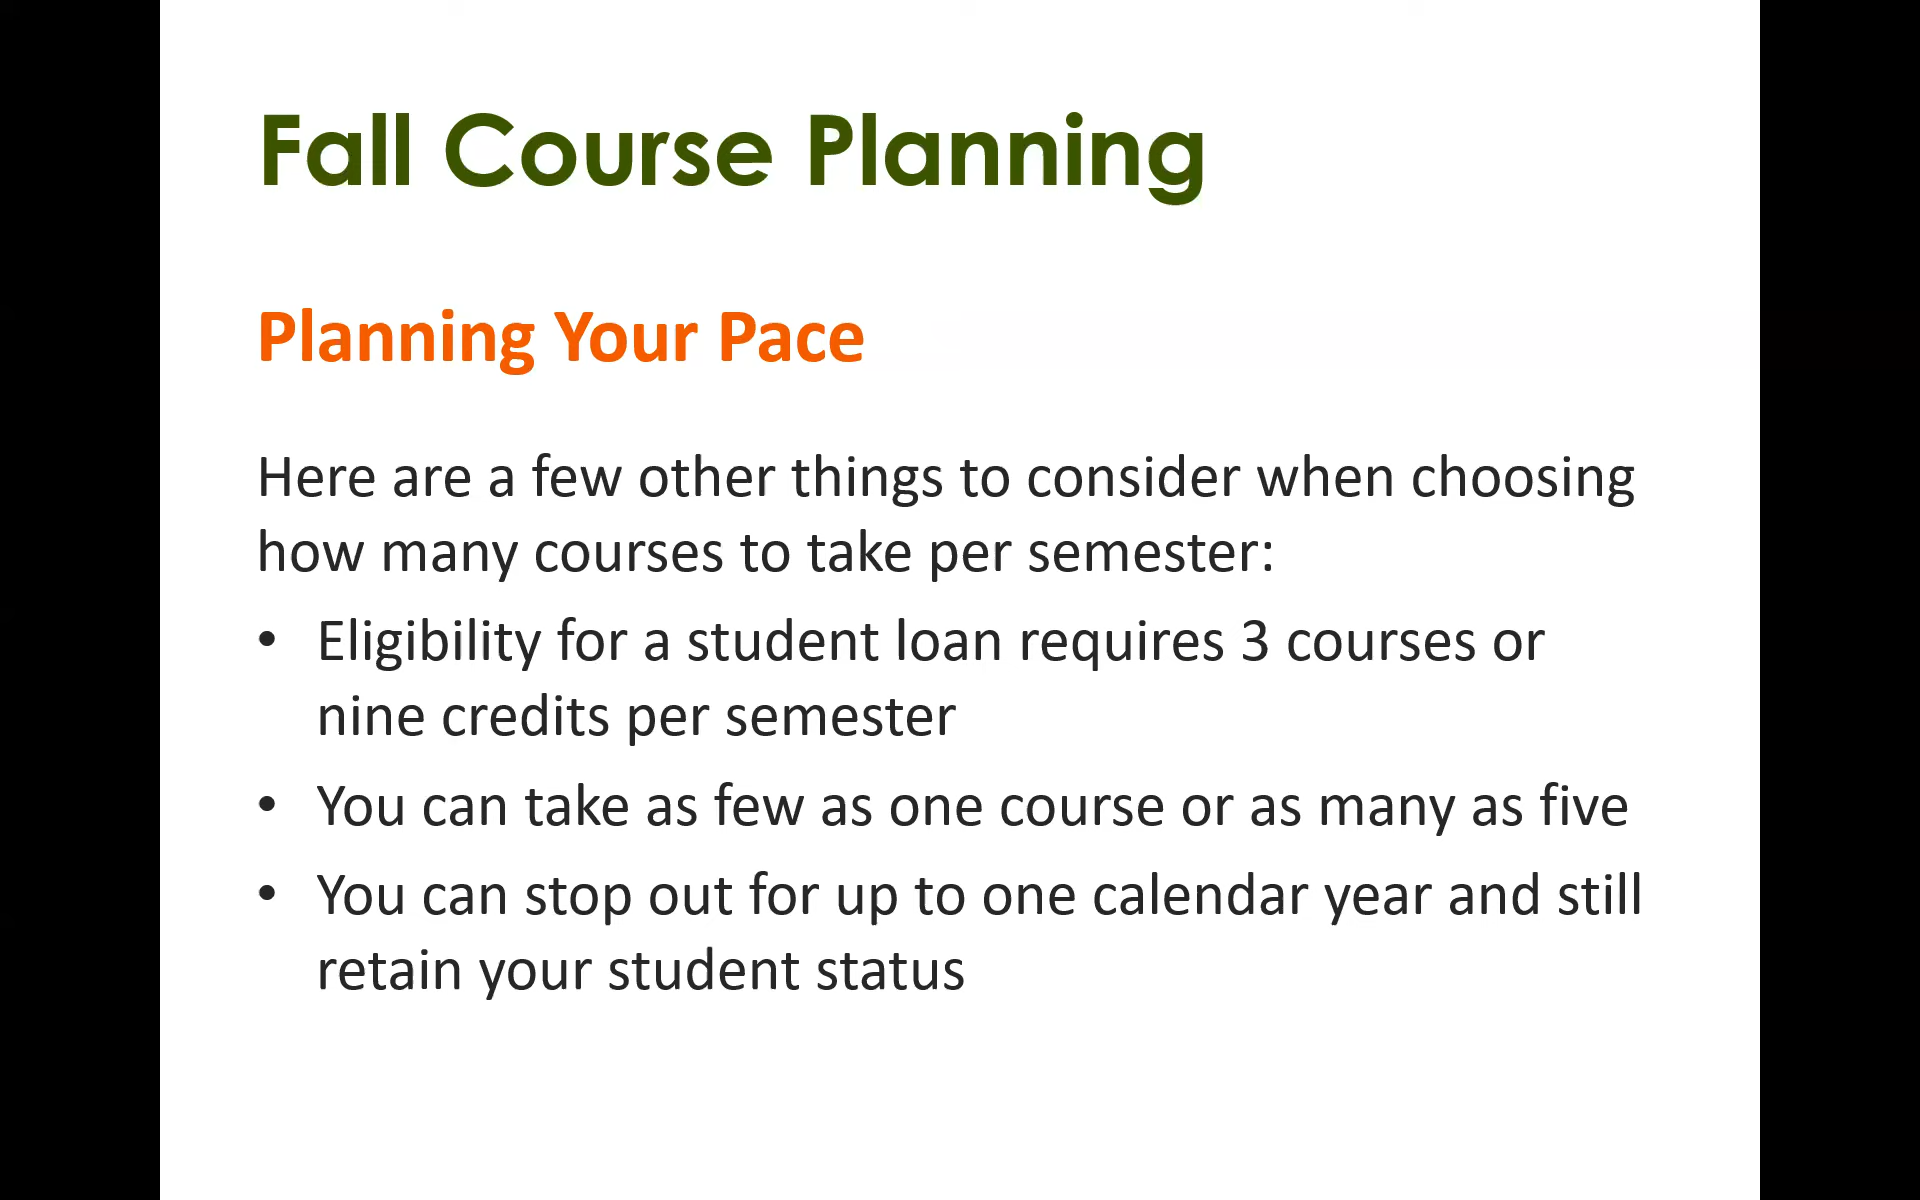 Fall Course Planning
Planning Your Pace
Here are a few other things to consider when choosing
how many courses to take per semester:
• Eligibility for a student loan requires 3 courses or
nine credits per semester
• You can take as few as one course or as many as five
• You can stop out for up to one calendar year and still
retain your student status